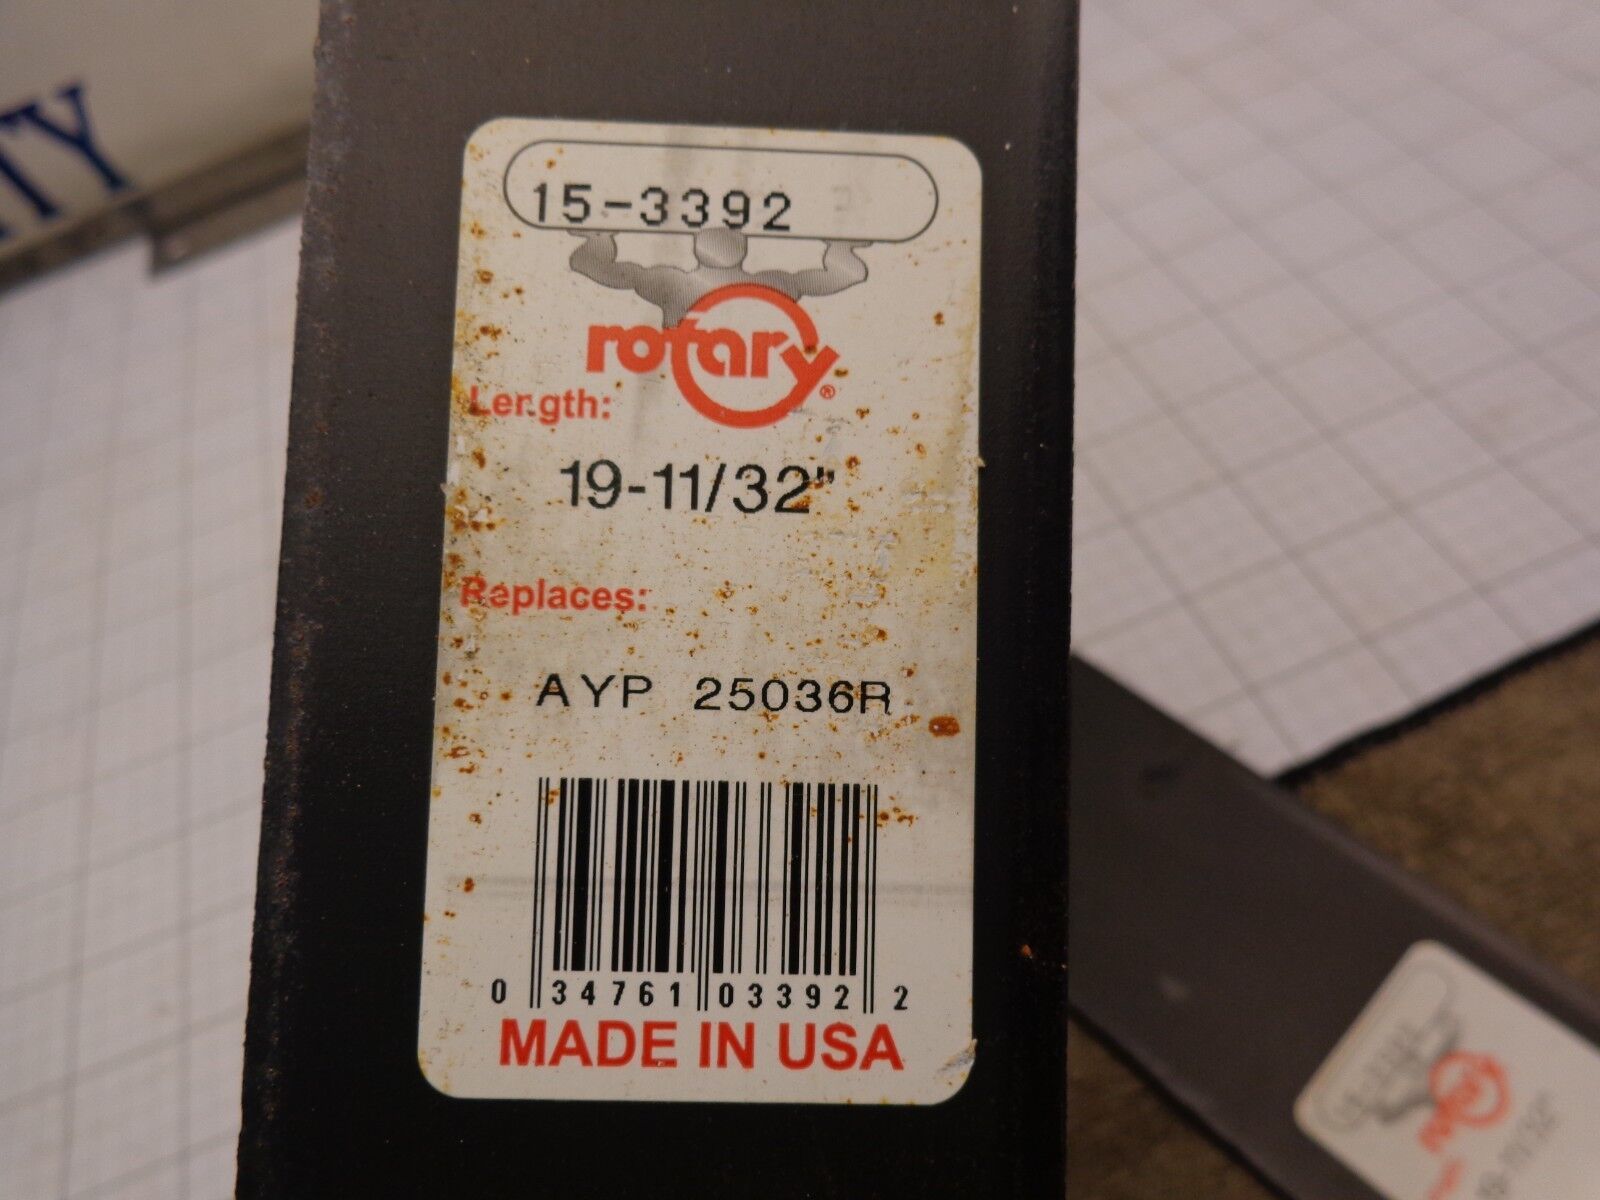 15-3392
rotary®
Length:
19-11/32"
Replaces:
AYP 25036R
0 34761 03392 2
MADE IN USA